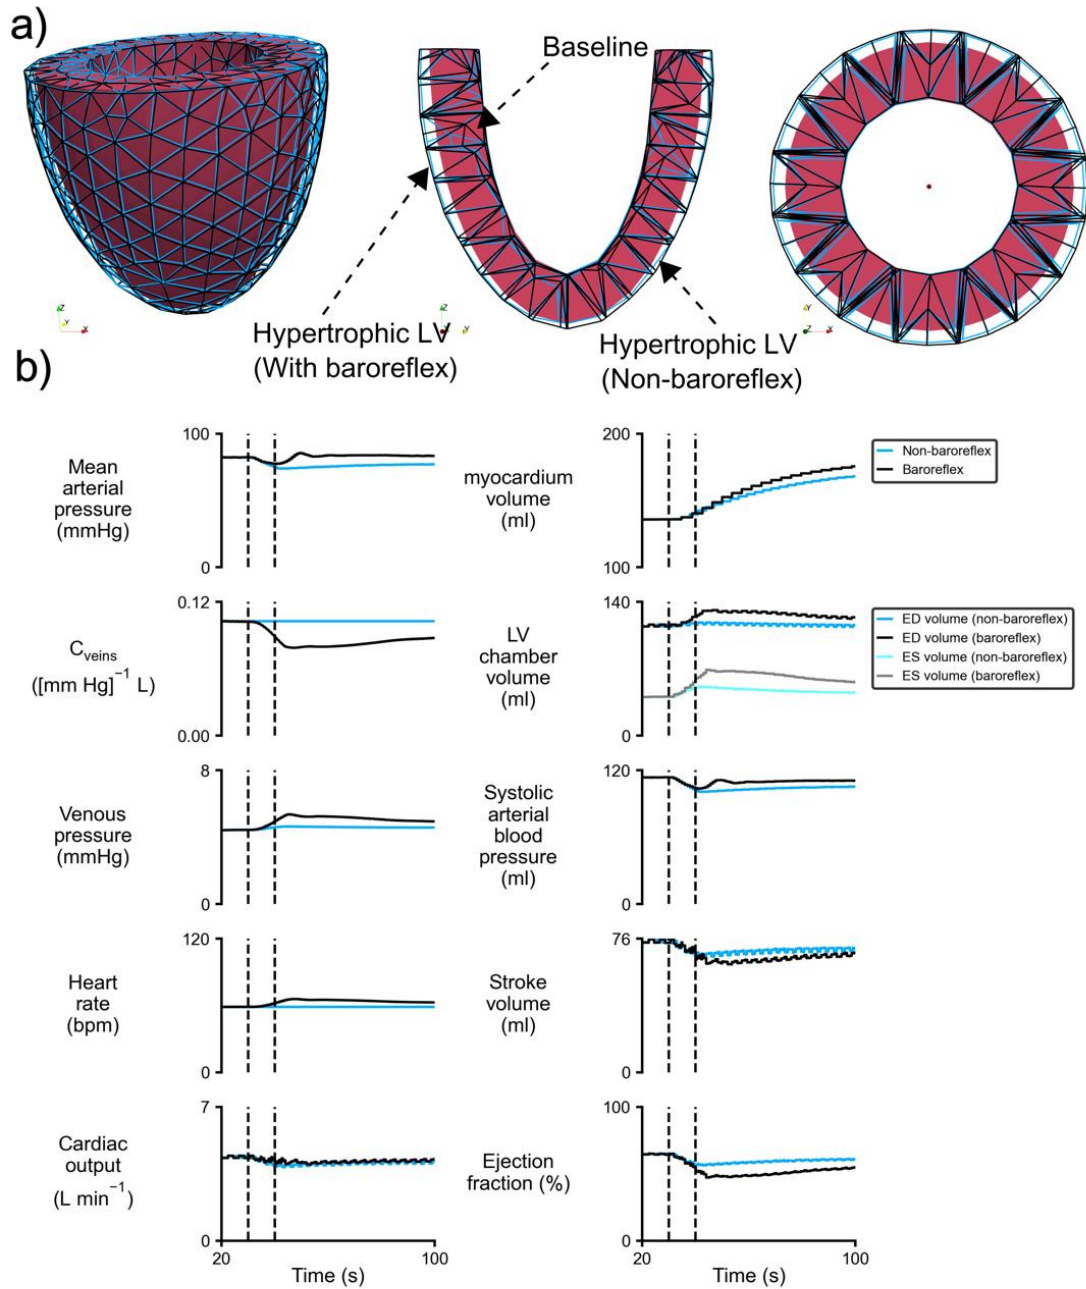 a)
Baseline
Hypertrophic LV
(With baroreflex)
Hypertrophic LV
(Non-baroreflex)
Z
Y
X
Z
Y
X
Y
Z
X
b)
Mean
arterial
pressure
(mmHg)
100
0
myocardium
volume
(ml)
200
100
Non-baroreflex
Baroreflex
C veins
([mm Hg]⁻¹ L)
0.12
0.00
LV
chamber
volume
(ml)
140
0
ED volume (non-baroreflex)
ED volume (baroreflex)
ES volume (non-baroreflex)
ES volume (baroreflex)
Venous
pressure
(mmHg)
8
0
Systolic
arterial
blood
pressure
(ml)
120
0
Heart
rate
(bpm)
120
0
Stroke
volume
(ml)
76
0
Cardiac
output
(L min⁻¹)
7
0
20
100
Time (s)
Ejection
fraction (%)
100
0
20
100
Time (s)